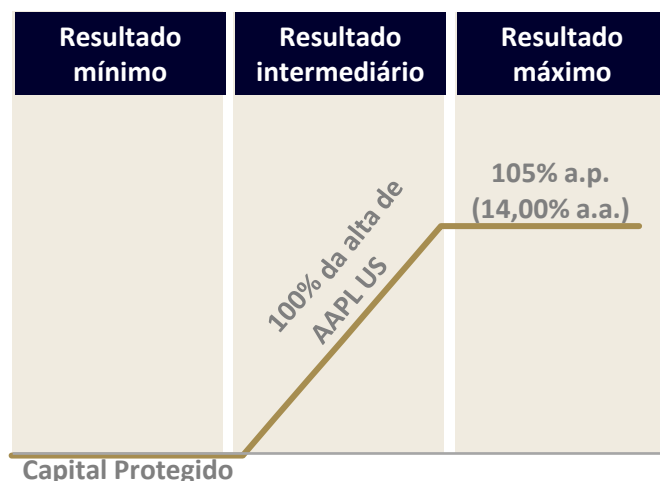 Resultado
mínimo
Resultado
intermediário
Resultado
máximo
105% a.p.
(14,00% a.a.)
100% da alta de
AAPL US
Capital Protegido